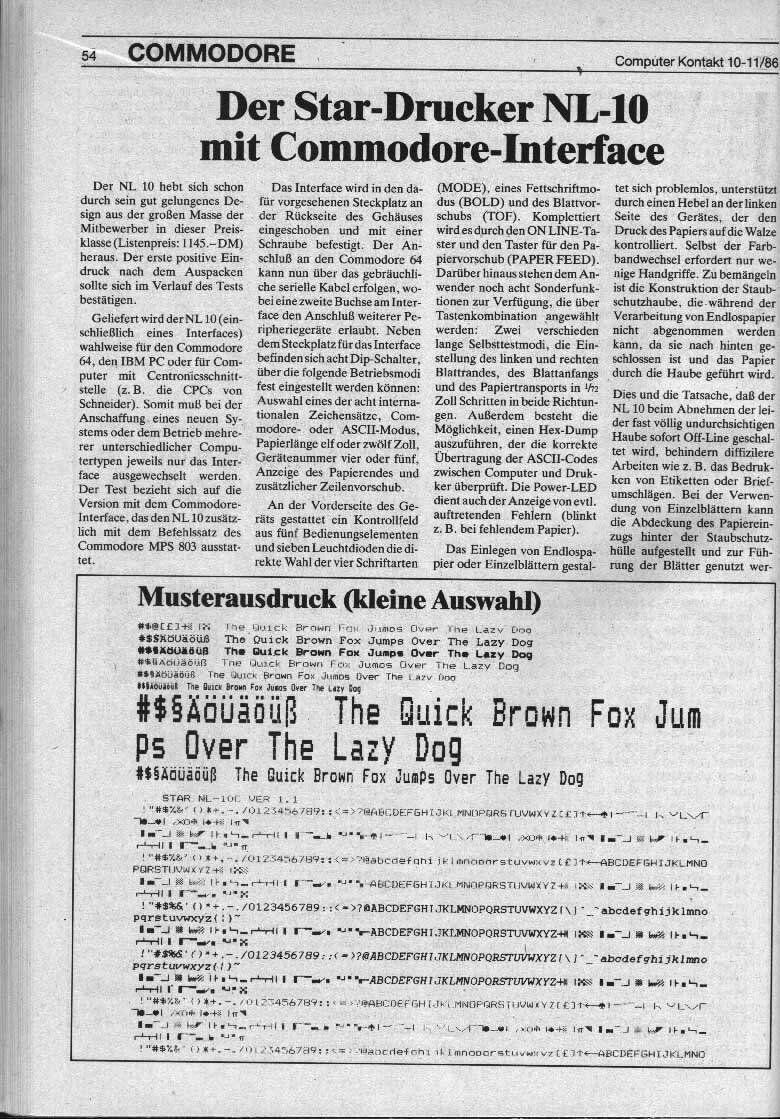 54 COMMODORE
Computer Kontakt 10-11/86
Der Star-Drucker NL-10
mit Commodore-Interface
Der NL 10 hebt sich schon
durch sein gut gelungenes De-
sign aus der großen Masse der
Mitbewerber in dieser Preis-
klasse (Listenpreis: 1145.– DM)
heraus. Der erste positive Ein-
druck nach dem Auspacken
sollte sich im Verlauf des Tests
bestätigen.
Geliefert wird der NL 10 (ein-
schließlich eines Interfaces)
wahlweise für den Commodore
64, den IBM PC oder für Com-
puter mit Centronicsschnitt-
stelle (z. B. die CPCs von
Schneider). Somit muß bei der
Anschaffung eines neuen Sy-
stems oder dem Betrieb mehre-
rer unterschiedlicher Compu-
tertypen jeweils nur das Inter-
face ausgewechselt werden.
Der Test bezieht sich auf die
Version mit dem Commodore-
Interface, das den NL 10 zusätz-
lich mit dem Befehlssatz des
Commodore MPS 803 ausstat-
tet.
Das Interface wird in den da-
für vorgesehenen Steckplatz an
der Rückseite des Gehäuses
eingeschoben und mit einer
Schraube befestigt. Der An-
schluß an den Commodore 64
kann nun über das gebräuchli-
che serielle Kabel erfolgen, wo-
bei eine zweite Buchse am Inter-
face den Anschluß weiterer Pe-
ripheriegeräte erlaubt. Neben
dem Steckplatz für das Interface
befinden sich acht Dip-Schalter,
über die folgende Betriebsmodi
fest eingestellt werden können:
Auswahl eines der acht interna-
tionalen Zeichensätze, Com-
modore- oder ASCII-Modus,
Papierlänge elf oder zwölf Zoll,
Gerätenummer vier oder fünf,
Anzeige des Papierendes und
zusätzlicher Zeilenvorschub.
An der Vorderseite des Ge-
räts gestattet ein Kontrollfeld
aus fünf Bedienungselementen
und sieben Leuchtdioden die di-
rekte Wahl der vier Schriftarten
(MODE), eines Fettschriftmo-
dus (BOLD) und des Blattvor-
schubs (TOF). Komplettiert
wird es durch den ON LINE-Ta-
ster und den Taster für den Pa-
piervorschub (PAPER FEED).
Darüber hinaus stehen dem An-
wender noch acht Sonderfunk-
tionen zur Verfügung, die über
Tastenkombination angewählt
werden: Zwei verschieden
lange Selbsttestmodi, die Ein-
stellung des linken und rechten
Blattrandes, des Blattanfangs
und des Papiertransports in 1/72
Zoll Schritten in beide Richtun-
gen. Außerdem besteht die
Möglichkeit, einen Hex-Dump
auszuführen, der die korrekte
Übertragung der ASCII-Codes
zwischen Computer und Druk-
ker überprüft. Die Power-LED
dient auch der Anzeige von evtl.
auftretenden Fehlern (blinkt
z. B. bei fehlendem Papier).
Das Einlegen von Endlospa-
pier oder Einzelblättern gestal-
tet sich problemlos, unterstützt
durch einen Hebel an der linken
Seite des Gerätes, der den
Druck des Papiers auf die Walze
kontrolliert. Selbst der Farb-
bandwechsel erfordert nur we-
nige Handgriffe. Zu bemängeln
ist die Konstruktion der Staub-
schutzhaube, die während der
Verarbeitung von Endlospapier
nicht abgenommen werden
kann, da sie nach hinten ge-
schlossen ist und das Papier
durch die Haube geführt wird.
Dies und die Tatsache, daß der
NL 10 beim Abnehmen der lei-
der fast völlig undurchsichtigen
Haube sofort Off-Line geschal-
tet wird, behindern diffizilere
Arbeiten wie z. B. das Bedruk-
ken von Etiketten oder Brief-
umschlägen. Bei der Verwen-
dung von Einzelblättern kann
die Abdeckung des Papierein-
zugs hinter der Staubschutz-
hülle aufgestellt und zur Füh-
rung der Blätter genutzt wer-
Musterausdruck (kleine Auswahl)
The Quick Brown Fox Jumps Over The Lazy Dog
#$§ÄÖÜäöüß The Quick Brown Fox Jumps Over The Lazy Dog
#$§ÄÖÜäöüß The Quick Brown Fox Jumps Over The Lazy Dog
#$§ÄÖÜäöüß The Quick Brown Fox Jumps Over The Lazy Dog
#$§ÄÖÜäöüß The Quick Brown Fox Jumps Over The Lazy Dog
#$§ÄÖÜäöüß The Quick Brown Fox Jumps Over The Lazy Dog
#$§ÄÖÜäöüß The Quick Brown Fox Jum
ps Over The Lazy Dog
#$§ÄÖÜäöüß The Quick Brown Fox Jumps Over The Lazy Dog
STAR NL-10C VER 1.1
!"#$%&'()*+,-./0123456789:;<=>?@ABCDEFGHIJKLMNOPQRSTUVWXYZ[£]↑←
!"#$%&'()*+,-./0123456789:;<=>?@abcdefghijklmnopqrstuvwxyz[£]↑←ABCDEFGHIJKLMNO
PQRSTUVWXYZ
ABCDEFGHIJKLMNOPQRSTUVWXYZ
!"#$%&'()*+,-./0123456789:;<=>?@ABCDEFGHIJKLMNOPQRSTUVWXYZ[\]^_`abcdefghijklmno
pqrstuvwxyz{|}~
ABCDEFGHIJKLMNOPQRSTUVWXYZ
!"#$%&'()*+,-./0123456789:;<=>?@ABCDEFGHIJKLMNOPQRSTUVWXYZ[\]^_`abcdefghijklmno
pqrstuvwxyz{|}~
ABCDEFGHIJKLMNOPQRSTUVWXYZ
!"#$%&'()*+,-./0123456789:;<=>?@ABCDEFGHIJKLMNOPQRSTUVWXYZ[£]↑←
!"#$%&'()*+,-./0123456789:;<=>?@abcdefghijklmnopqrstuvwxyz[£]↑←ABCDEFGHIJKLMNO